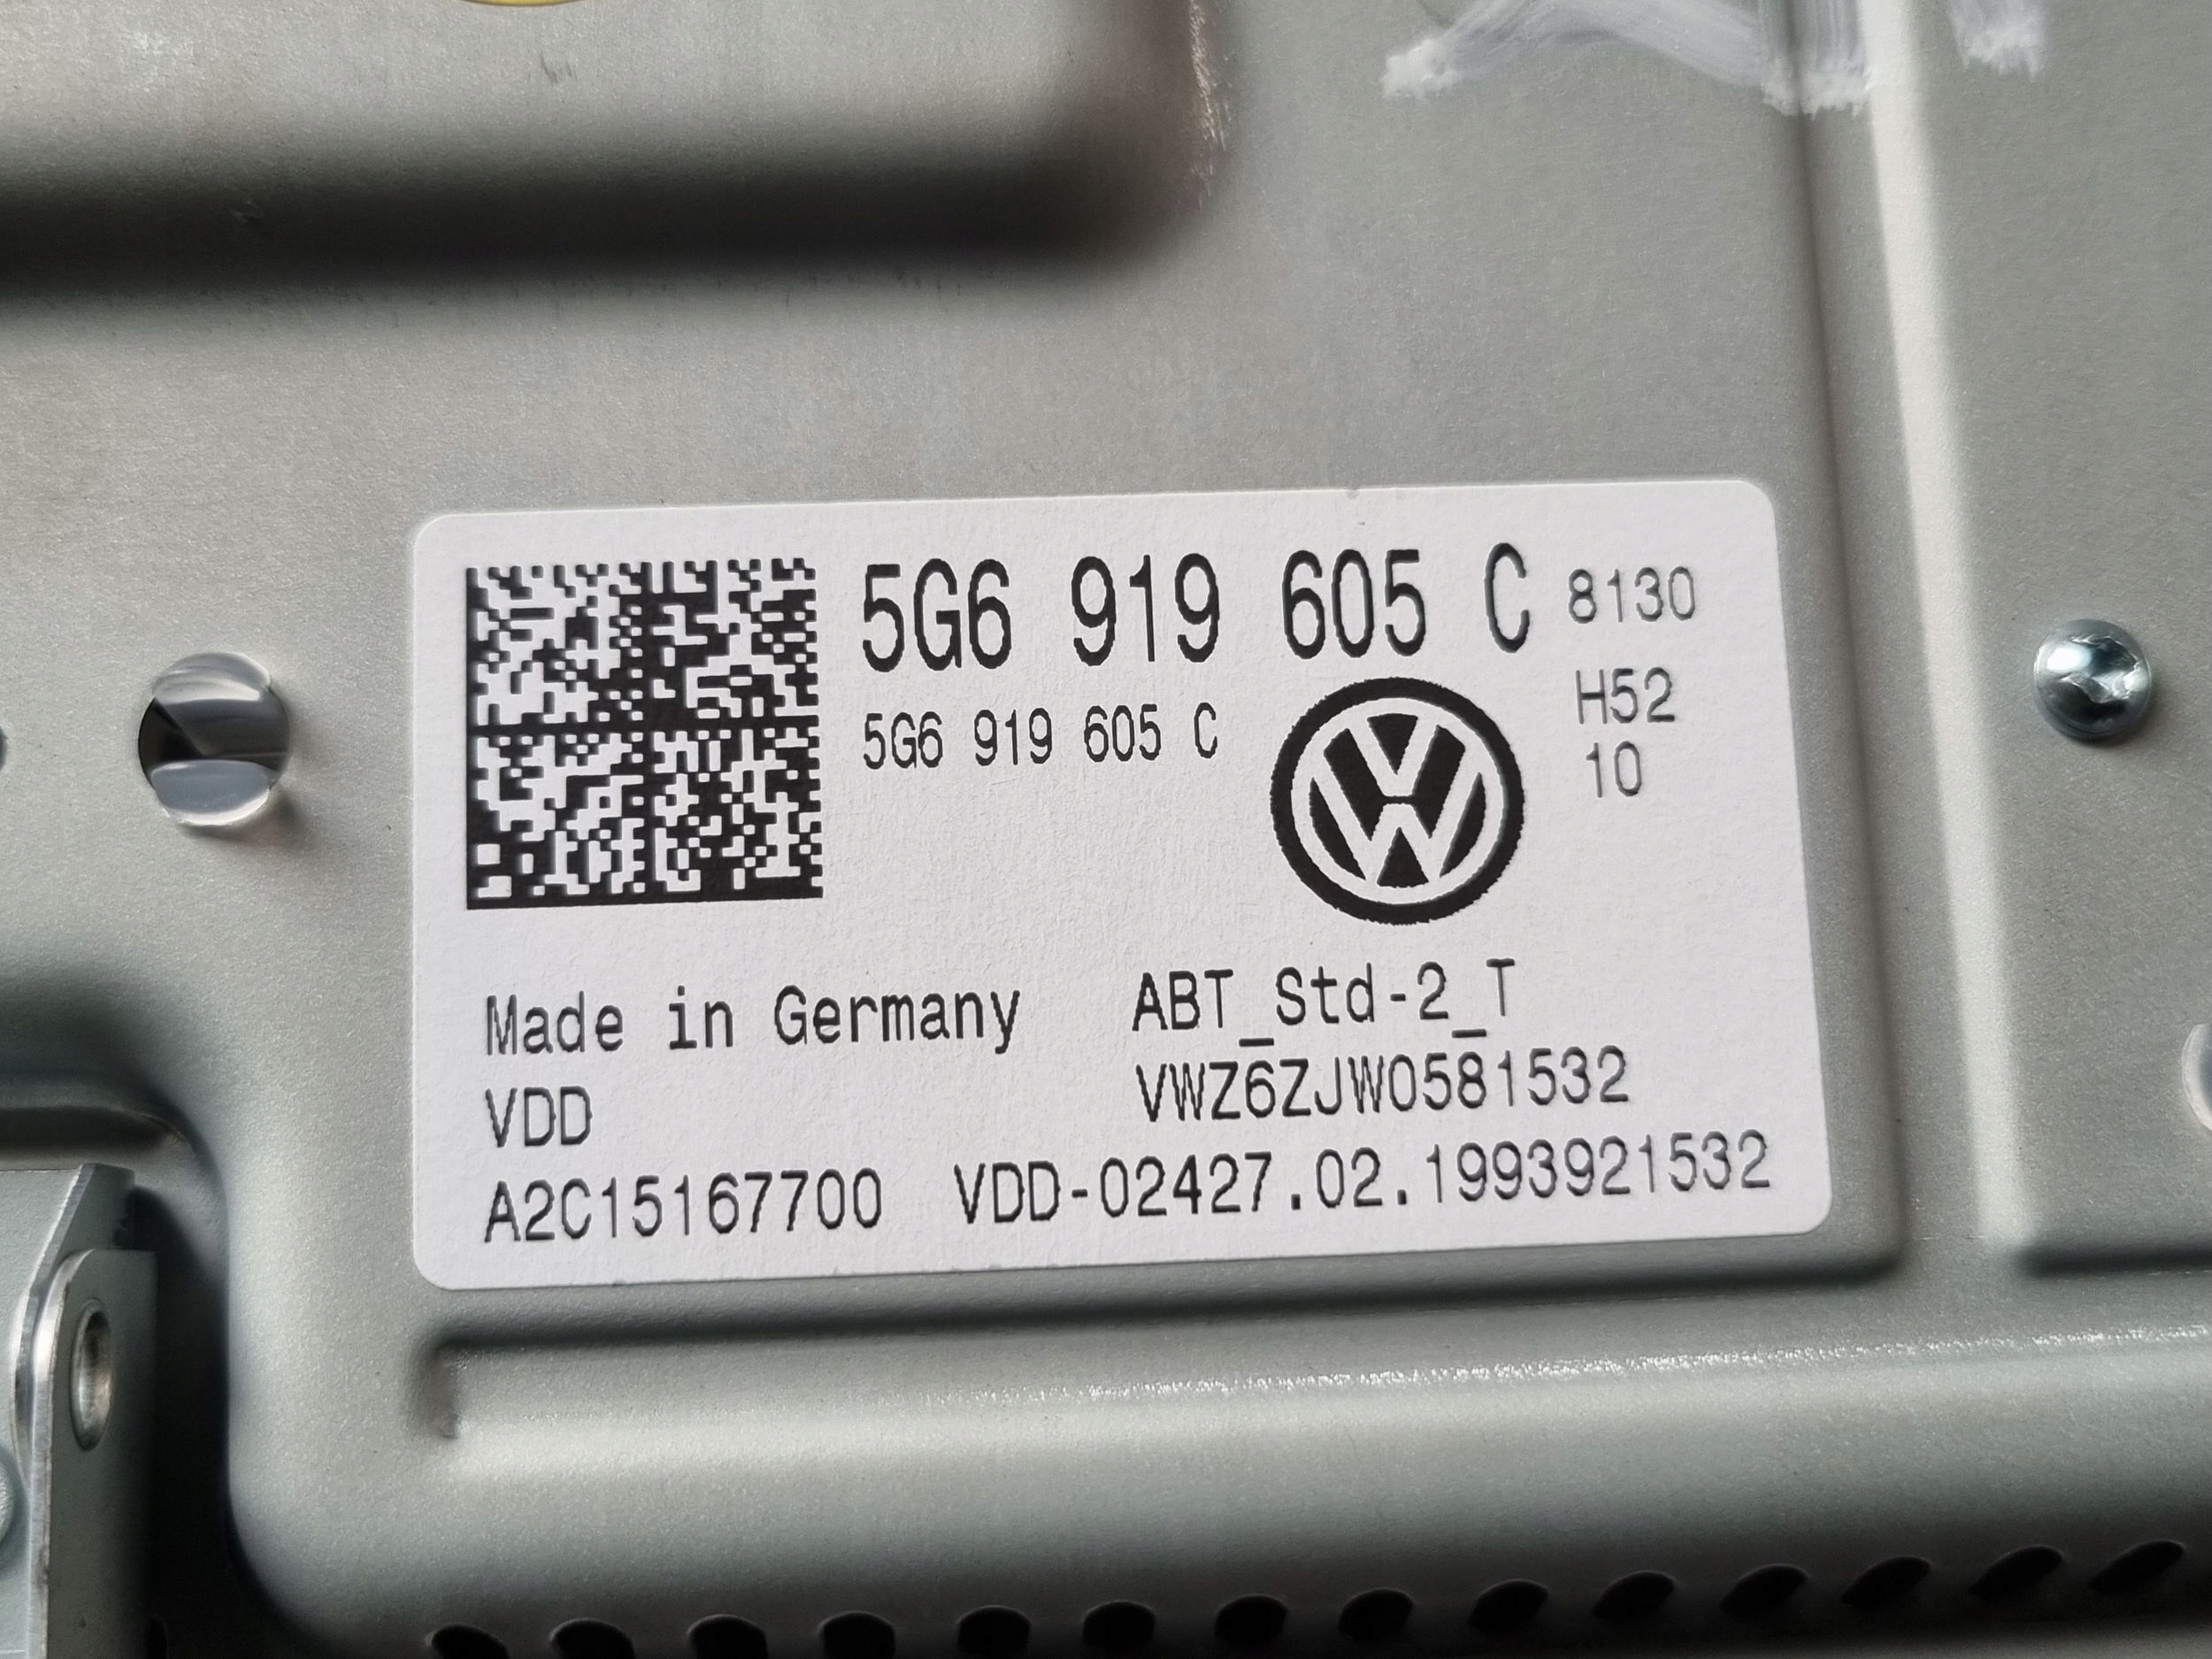 5G6 919 605 C 8130
5G6 919 605 C H52
10
Made in Germany ABT_Std-2_T
VDD VWZ6ZJW0581532
A2C15167700 VDD-02427.02.1993921532